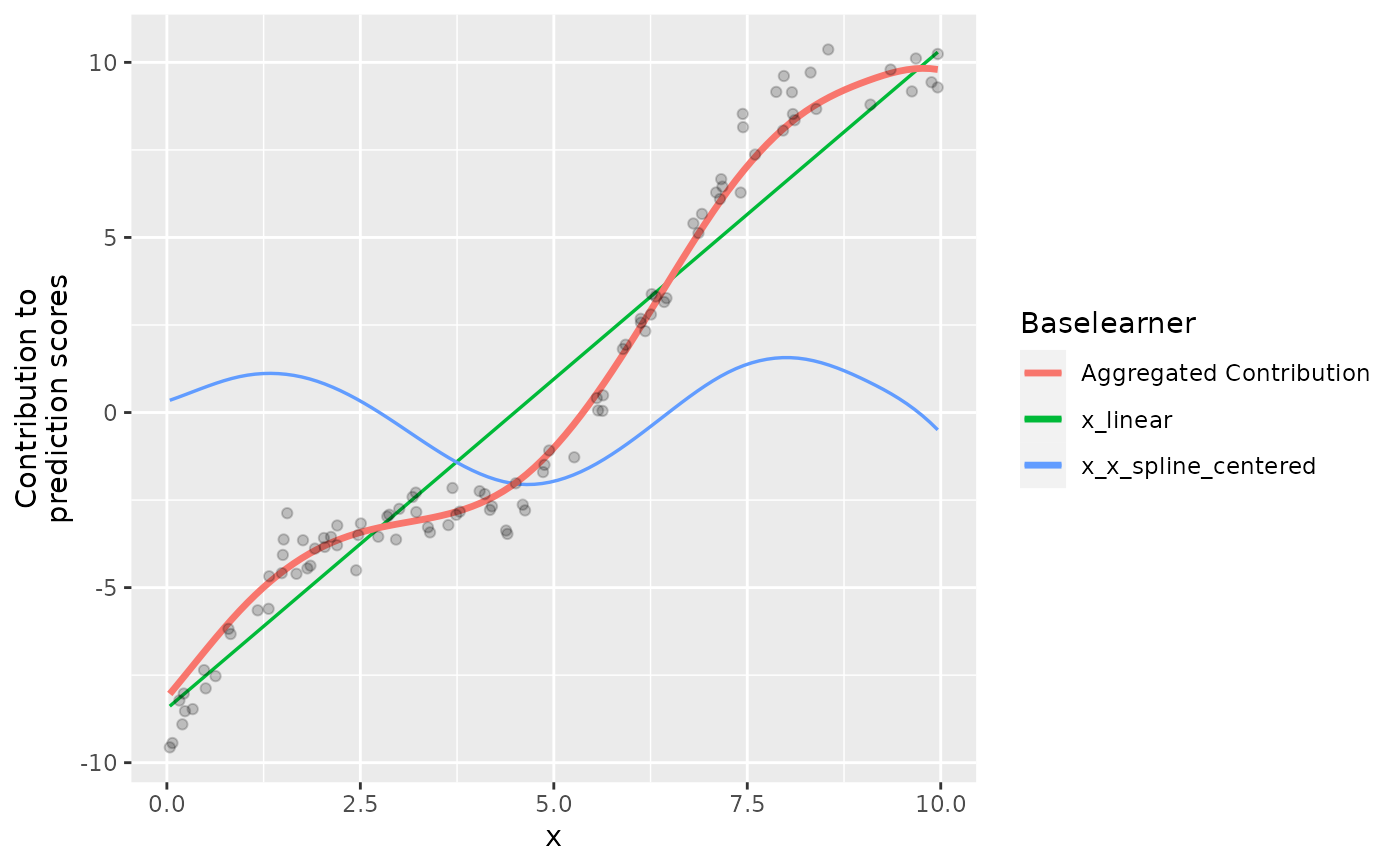 Contribution to
prediction scores
10
5
0
-5
-10
0.0
2.5
5.0
7.5
10.0
x
Baselearner
Aggregated Contribution
x_linear
x_x_spline_centered